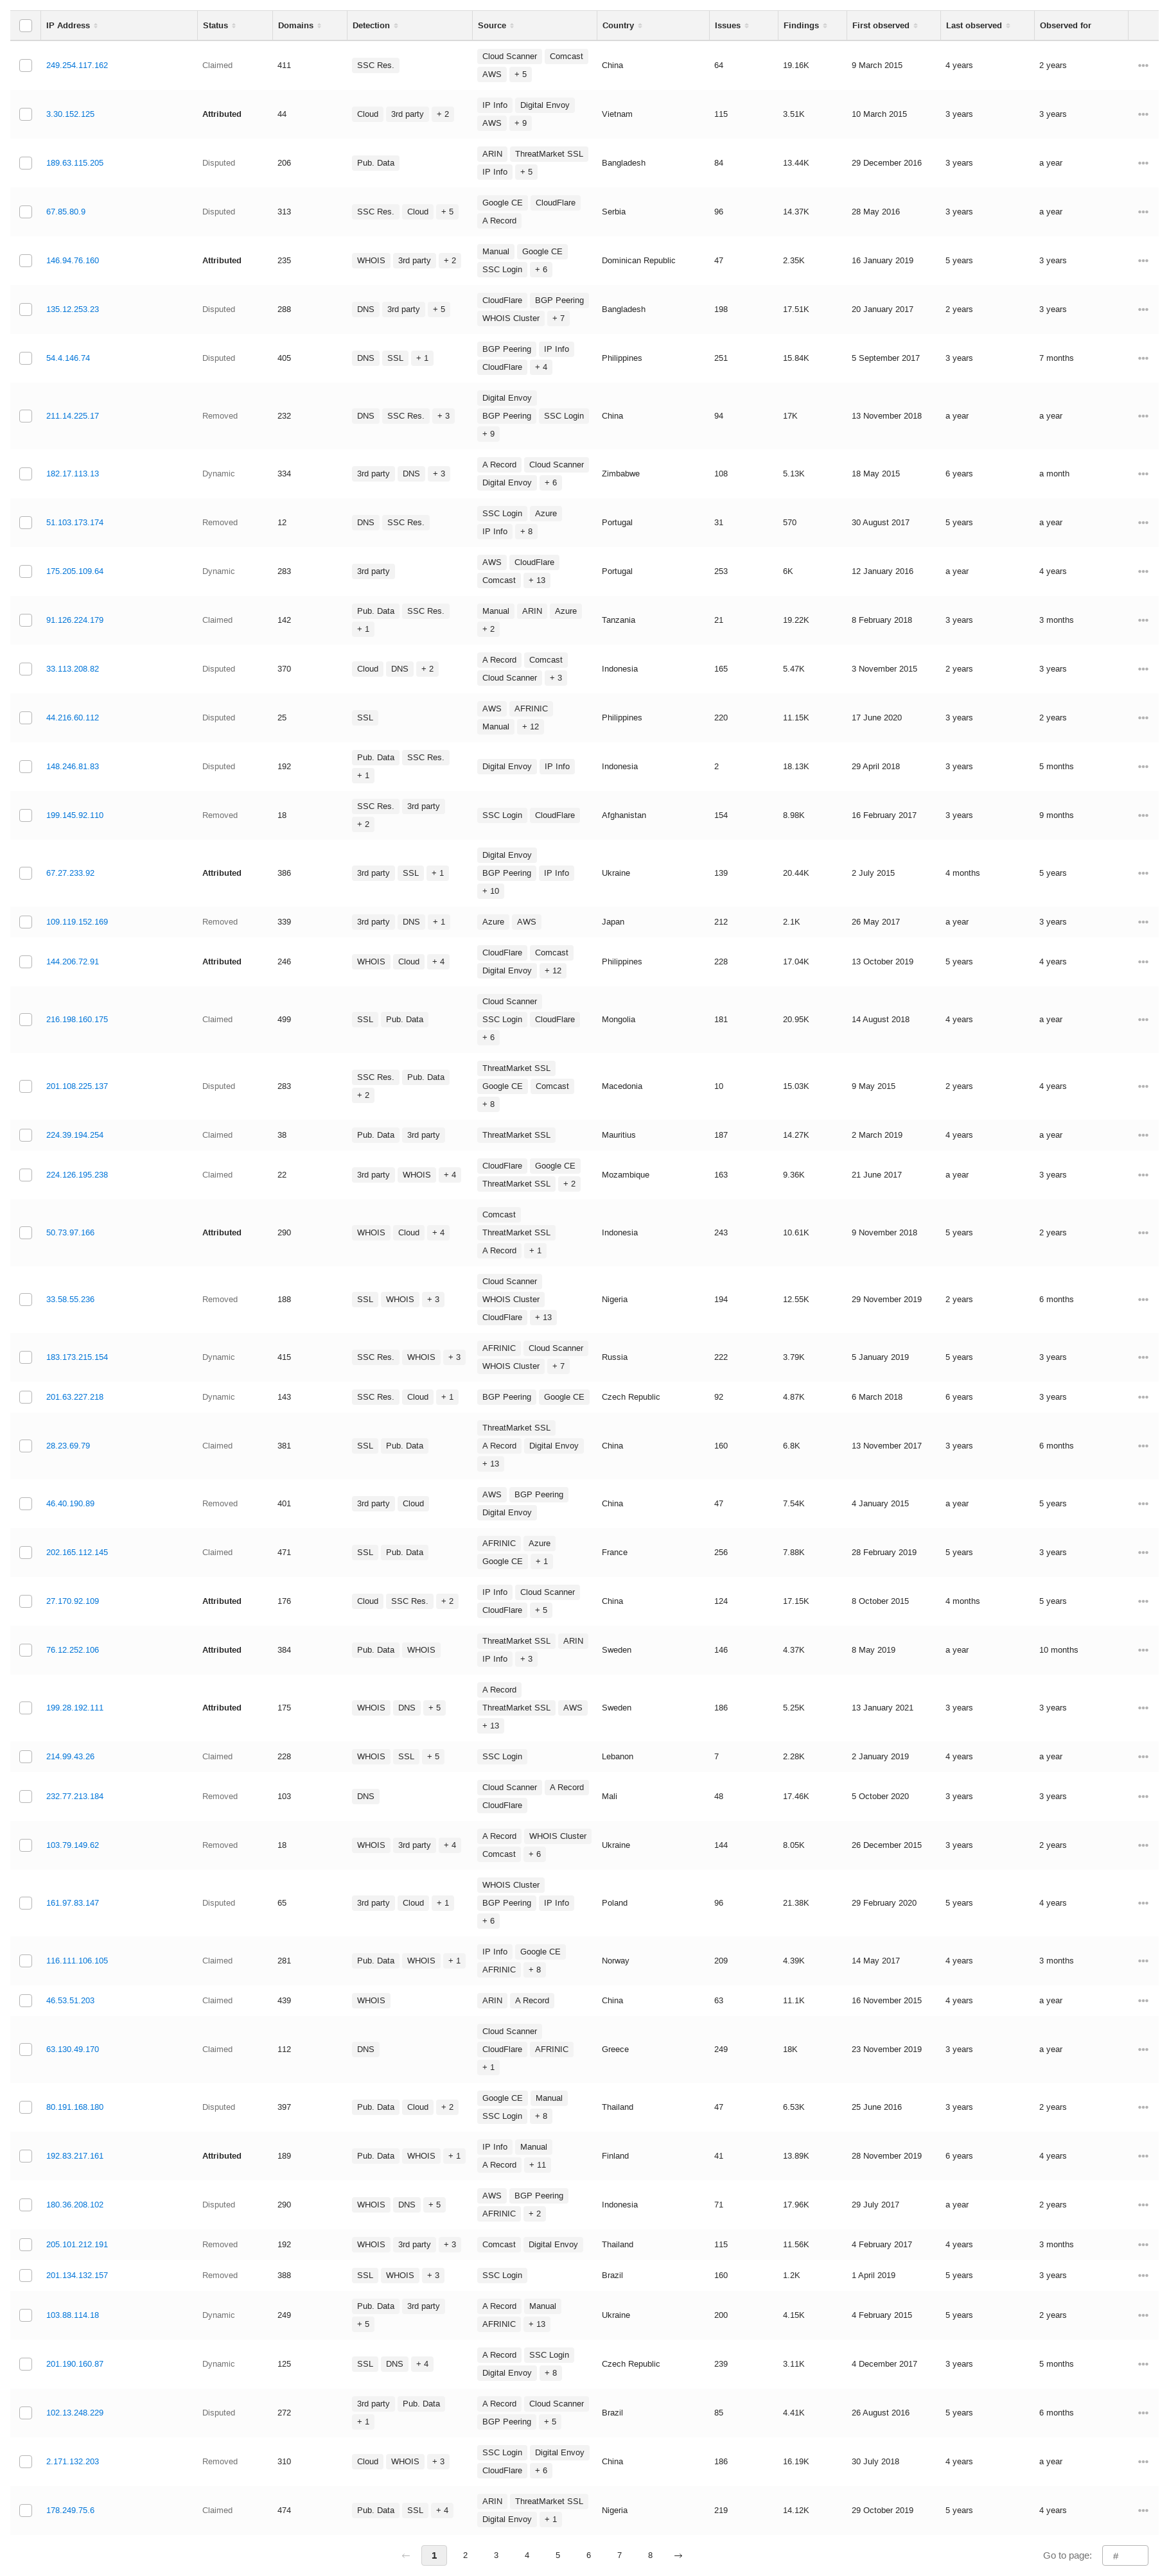 IP Address Status Domains Detection Source Country Issues Findings First observed Last observed Observed for
249.254.117.162 Claimed 411 SSC Res. Cloud Scanner Comcast AWS + 5 China 64 19.16K 9 March 2015 4 years 2 years
3.30.152.125 Attributed 44 Cloud 3rd party + 2 IP Info Digital Envoy AWS + 9 Vietnam 115 3.51K 10 March 2015 3 years 3 years
189.63.115.205 Disputed 206 Pub. Data ARIN ThreatMarket SSL IP Info + 5 Bangladesh 84 13.44K 29 December 2016 3 years a year
67.85.80.9 Disputed 313 SSC Res. Cloud + 5 Google CE CloudFlare A Record Serbia 96 14.37K 28 May 2016 3 years a year
146.94.76.160 Attributed 235 WHOIS 3rd party + 2 Manual Google CE SSC Login + 6 Dominican Republic 47 2.35K 16 January 2019 5 years 3 years
135.12.253.23 Disputed 288 DNS 3rd party + 5 CloudFlare BGP Peering WHOIS Cluster + 7 Bangladesh 198 17.51K 20 January 2017 2 years 3 years
54.4.146.74 Disputed 405 DNS SSL + 1 BGP Peering IP Info CloudFlare + 4 Philippines 251 15.84K 5 September 2017 3 years 7 months
211.14.225.17 Removed 232 DNS SSC Res. + 3 Digital Envoy BGP Peering SSC Login + 9 China 94 17K 13 November 2018 a year a year
182.17.113.13 Dynamic 334 3rd party DNS + 3 A Record Cloud Scanner Digital Envoy + 6 Zimbabwe 108 5.13K 18 May 2015 6 years a month
51.103.173.174 Removed 12 DNS SSC Res. SSC Login Azure IP Info + 8 Portugal 31 570 30 August 2017 5 years a year
175.205.109.64 Dynamic 283 3rd party AWS CloudFlare Comcast + 13 Portugal 253 6K 12 January 2016 a year 4 years
91.126.224.179 Claimed 142 Pub. Data SSC Res. + 1 Manual ARIN Azure + 2 Tanzania 21 19.22K 8 February 2018 3 years 3 months
33.113.208.82 Disputed 370 Cloud DNS + 2 A Record Comcast Cloud Scanner + 3 Indonesia 165 5.47K 3 November 2015 2 years 3 years
44.216.60.112 Disputed 25 SSL AWS AFRINIC Manual + 12 Philippines 220 11.15K 17 June 2020 3 years 2 years
148.246.81.83 Disputed 192 Pub. Data SSC Res. + 1 Digital Envoy IP Info Indonesia 2 18.13K 29 April 2018 3 years 5 months
199.145.92.110 Removed 18 SSC Res. 3rd party + 2 SSC Login CloudFlare Afghanistan 154 8.98K 16 February 2017 3 years 9 months
67.27.233.92 Attributed 386 3rd party SSL + 1 Digital Envoy BGP Peering IP Info + 10 Ukraine 139 20.44K 2 July 2015 4 months 5 years
109.119.152.169 Removed 339 3rd party DNS + 1 Azure AWS Japan 212 2.1K 26 May 2017 a year 3 years
144.206.72.91 Attributed 246 WHOIS Cloud + 4 CloudFlare Comcast Digital Envoy + 12 Philippines 228 17.04K 13 October 2019 5 years 4 years
216.198.160.175 Claimed 499 SSL Pub. Data Cloud Scanner SSC Login CloudFlare + 6 Mongolia 181 20.95K 14 August 2018 4 years a year
201.108.225.137 Disputed 283 SSC Res. Pub. Data + 2 ThreatMarket SSL Google CE Comcast + 8 Macedonia 10 15.03K 9 May 2015 2 years 4 years
224.39.194.254 Claimed 38 Pub. Data 3rd party ThreatMarket SSL Mauritius 187 14.27K 2 March 2019 4 years a year
224.126.195.238 Claimed 22 3rd party WHOIS + 4 CloudFlare Google CE ThreatMarket SSL + 2 Mozambique 163 9.36K 21 June 2017 a year 3 years
50.73.97.166 Attributed 290 WHOIS Cloud + 4 Comcast ThreatMarket SSL A Record + 1 Indonesia 243 10.61K 9 November 2018 5 years 2 years
33.58.55.236 Removed 188 SSL WHOIS + 3 Cloud Scanner WHOIS Cluster CloudFlare + 13 Nigeria 194 12.55K 29 November 2019 2 years 6 months
183.173.215.154 Dynamic 415 SSC Res. WHOIS + 3 AFRINIC Cloud Scanner WHOIS Cluster + 7 Russia 222 3.79K 5 January 2019 5 years 3 years
201.63.227.218 Dynamic 143 SSC Res. Cloud + 1 BGP Peering Google CE Czech Republic 92 4.87K 6 March 2018 6 years 3 years
28.23.69.79 Claimed 381 SSL Pub. Data ThreatMarket SSL A Record Digital Envoy + 13 China 160 6.8K 13 November 2017 3 years 6 months
46.40.190.89 Removed 401 3rd party Cloud AWS BGP Peering Digital Envoy China 47 7.54K 4 January 2015 a year 5 years
202.165.112.145 Claimed 471 SSL Pub. Data AFRINIC Azure Google CE + 1 France 256 7.88K 28 February 2019 5 years 3 years
27.170.92.109 Attributed 176 Cloud SSC Res. + 2 IP Info Cloud Scanner CloudFlare + 5 China 124 17.15K 8 October 2015 4 months 5 years
76.12.252.106 Attributed 384 Pub. Data WHOIS ThreatMarket SSL ARIN IP Info + 3 Sweden 146 4.37K 8 May 2019 a year 10 months
199.28.192.111 Attributed 175 WHOIS DNS + 5 A Record ThreatMarket SSL AWS + 13 Sweden 186 5.25K 13 January 2021 3 years 3 years
214.99.43.26 Claimed 228 WHOIS SSL + 5 SSC Login Lebanon 7 2.28K 2 January 2019 4 years a year
232.77.213.184 Removed 103 DNS Cloud Scanner A Record CloudFlare Mali 48 17.46K 5 October 2020 3 years 3 years
103.79.149.62 Removed 18 WHOIS 3rd party + 4 A Record WHOIS Cluster Comcast + 6 Ukraine 144 8.05K 26 December 2015 3 years 2 years
161.97.83.147 Disputed 65 3rd party Cloud + 1 WHOIS Cluster BGP Peering IP Info + 6 Poland 96 21.38K 29 February 2020 5 years 4 years
116.111.106.105 Claimed 281 Pub. Data WHOIS + 1 IP Info Google CE AFRINIC + 8 Norway 209 4.39K 14 May 2017 4 years 3 months
46.53.51.203 Claimed 439 WHOIS ARIN A Record China 63 11.1K 16 November 2015 4 years a year
63.130.49.170 Claimed 112 DNS Cloud Scanner CloudFlare AFRINIC + 1 Greece 249 18K 23 November 2019 3 years a year
80.191.168.180 Disputed 397 Pub. Data Cloud + 2 Google CE Manual SSC Login + 8 Thailand 47 6.53K 25 June 2016 3 years 2 years
192.83.217.161 Attributed 189 Pub. Data WHOIS + 1 IP Info Manual A Record + 11 Finland 41 13.89K 28 November 2019 6 years 4 years
180.36.208.102 Disputed 290 WHOIS DNS + 5 AWS BGP Peering AFRINIC + 2 Indonesia 71 17.96K 29 July 2017 a year 2 years
205.101.212.191 Removed 192 WHOIS 3rd party + 3 Comcast Digital Envoy Thailand 115 11.56K 4 February 2017 4 years 3 months
201.134.132.157 Removed 388 SSL WHOIS + 3 SSC Login Brazil 160 1.2K 1 April 2019 5 years 3 years
103.88.114.18 Dynamic 249 Pub. Data 3rd party + 5 A Record Manual AFRINIC + 13 Ukraine 200 4.15K 4 February 2015 5 years 2 years
201.190.160.87 Dynamic 125 SSL DNS + 4 A Record SSC Login Digital Envoy + 8 Czech Republic 239 3.11K 4 December 2017 3 years 5 months
102.13.248.229 Disputed 272 3rd party Pub. Data + 1 A Record Cloud Scanner BGP Peering + 5 Brazil 85 4.41K 26 August 2016 5 years 6 months
2.171.132.203 Removed 310 Cloud WHOIS + 3 SSC Login Digital Envoy CloudFlare + 6 China 186 16.19K 30 July 2018 4 years a year
178.249.75.6 Claimed 474 Pub. Data SSL + 4 ARIN ThreatMarket SSL Digital Envoy + 1 Nigeria 219 14.12K 29 October 2019 5 years 4 years
← 1 2 3 4 5 6 7 8 → Go to page: #